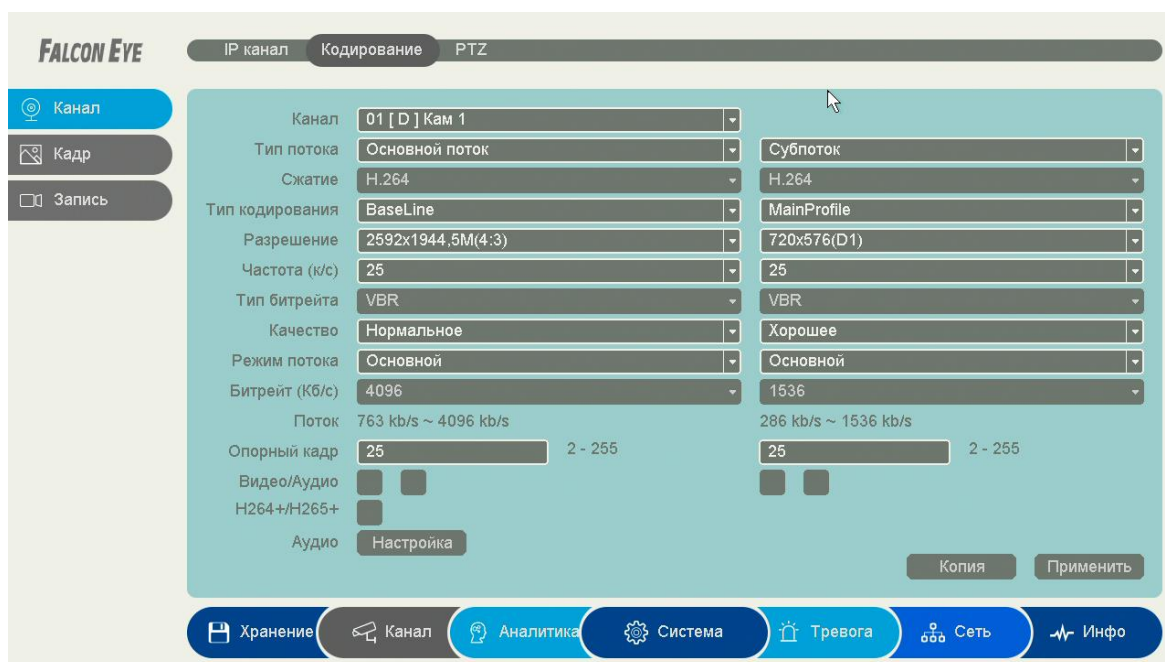 FALCON EYE
IP канал Кодирование PTZ
Канал
Кадр
Запись
Канал 01 [ D ] Кам 1
Тип потока Основной поток Субпоток
Сжатие H.264 H.264
Тип кодирования BaseLine MainProfile
Разрешение 2592x1944,5M(4:3) 720x576(D1)
Частота (к/с) 25 25
Тип битрейта VBR VBR
Качество Нормальное Хорошее
Режим потока Основной Основной
Битрейт (Кб/с) 4096 1536
Поток 763 kb/s ~ 4096 kb/s 286 kb/s ~ 1536 kb/s
Опорный кадр 25 2 - 255 25 2 - 255
Видео/Аудио
H264+/H265+
Аудио Настройка
Копия Применить
Хранение Канал Аналитика Система Тревога Сеть Инфо